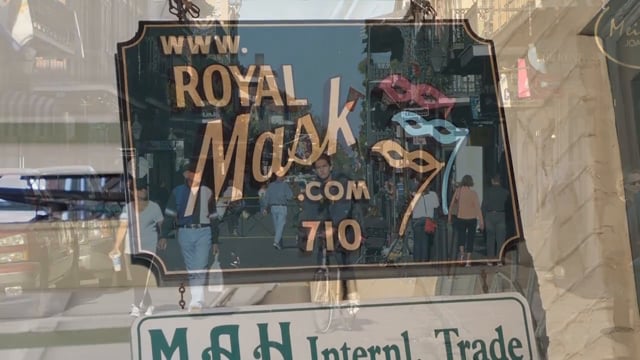 WWW.
ROYAL
Mask
.COM
710
M.A.H Internl. Trade